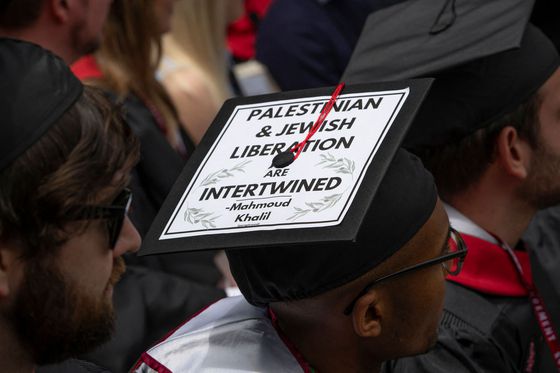 PALESTINIAN
& JEWISH
LIBERATION
ARE
INTERTWINED
-Mahmoud
Khalil